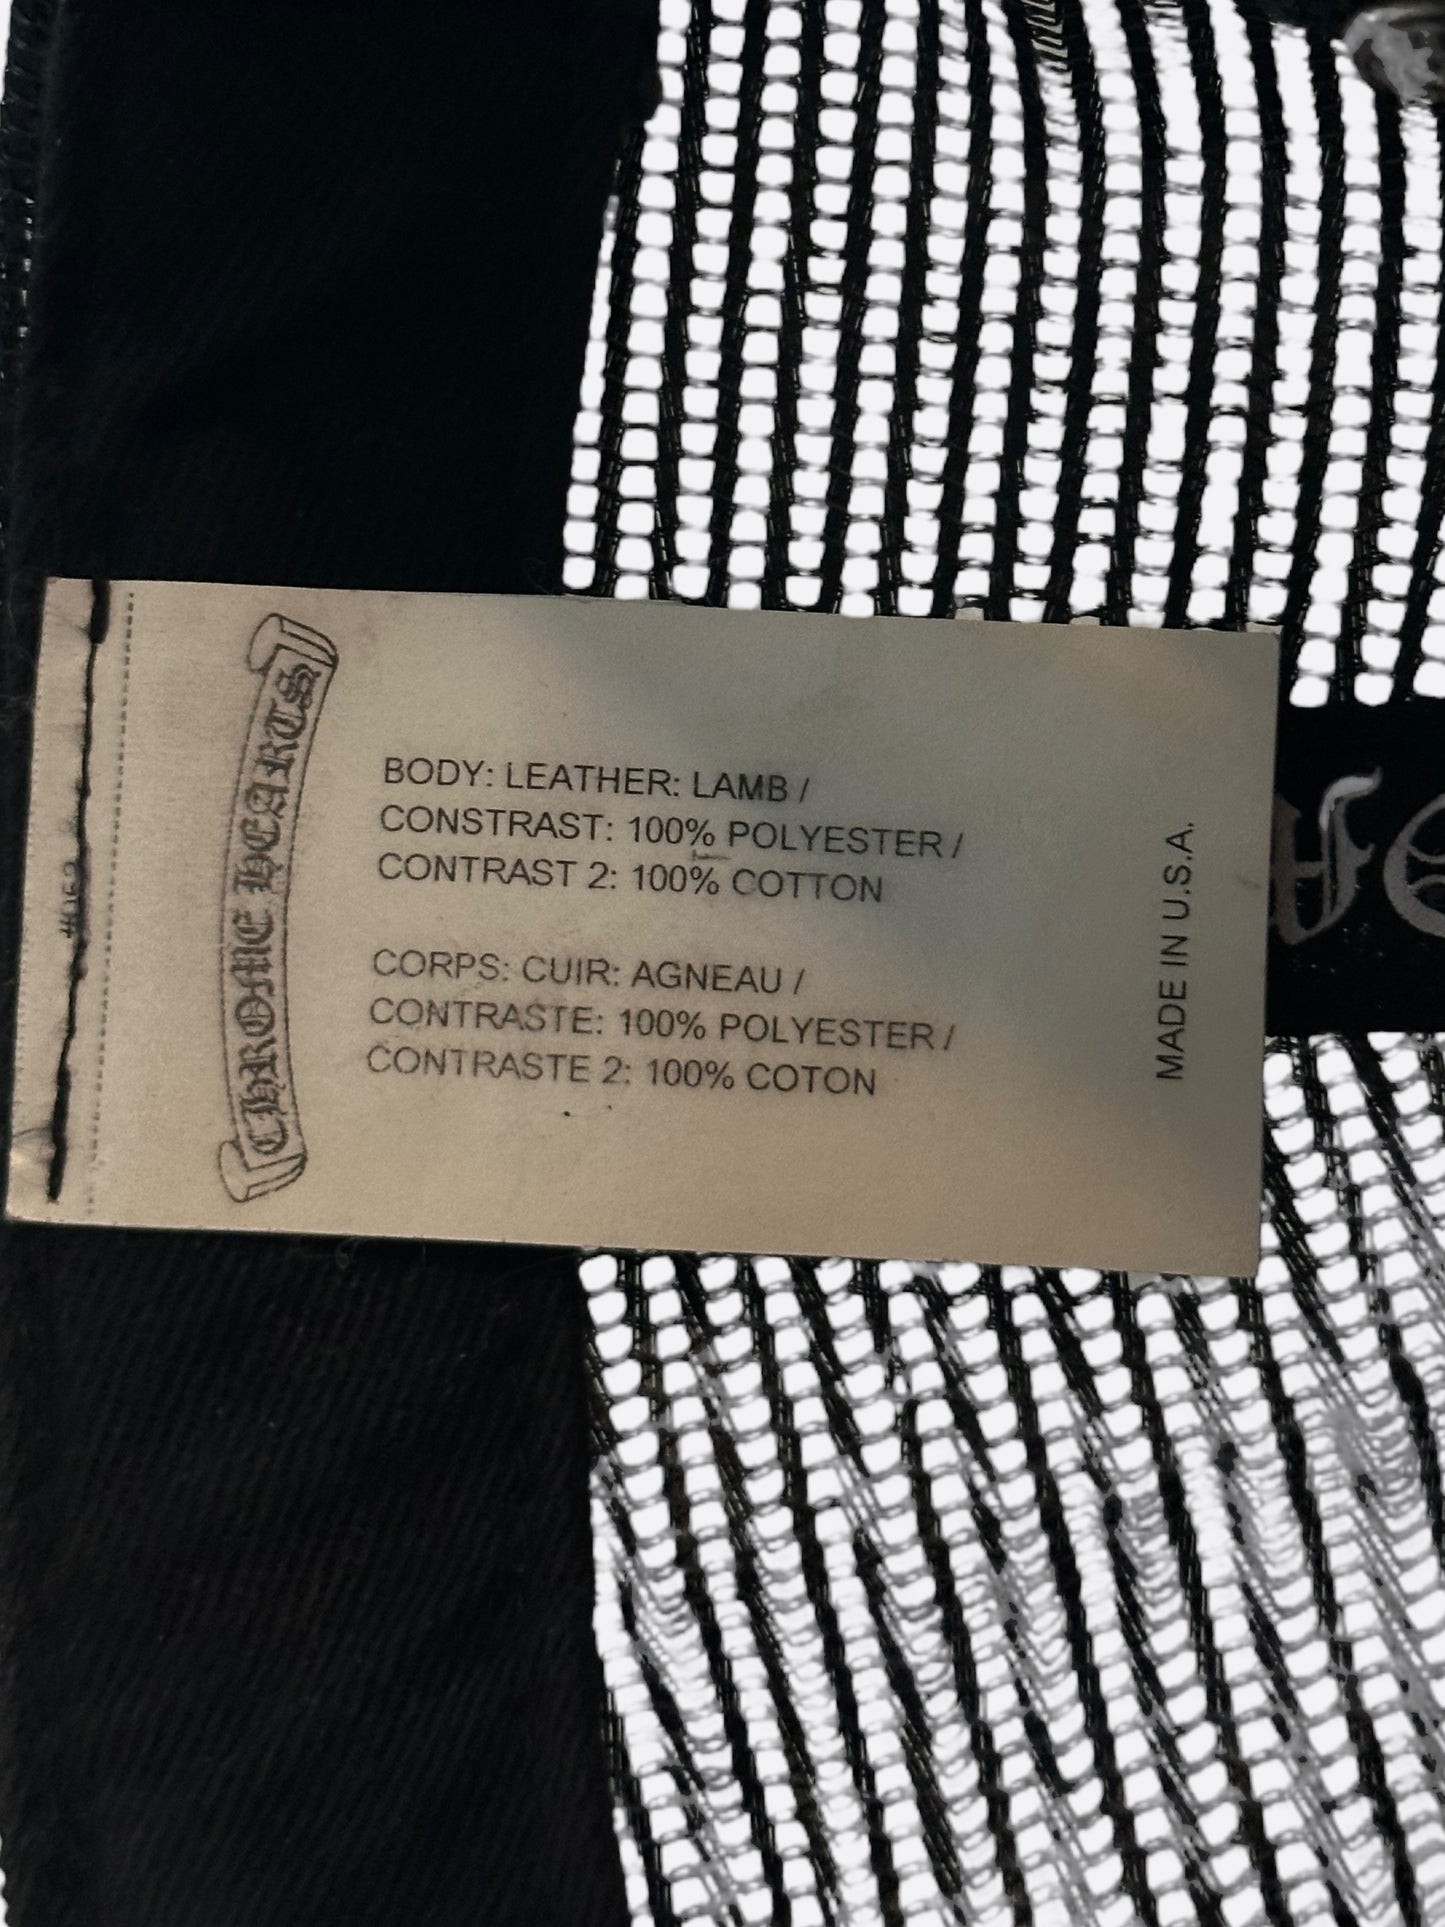 CHROME HEARTS
BODY: LEATHER: LAMB /
CONSTRAST: 100% POLYESTER /
CONTRAST 2: 100% COTTON
CORPS: CUIR: AGNEAU /
CONTRASTE: 100% POLYESTER /
CONTRASTE 2: 100% COTON
MADE IN U.S.A.